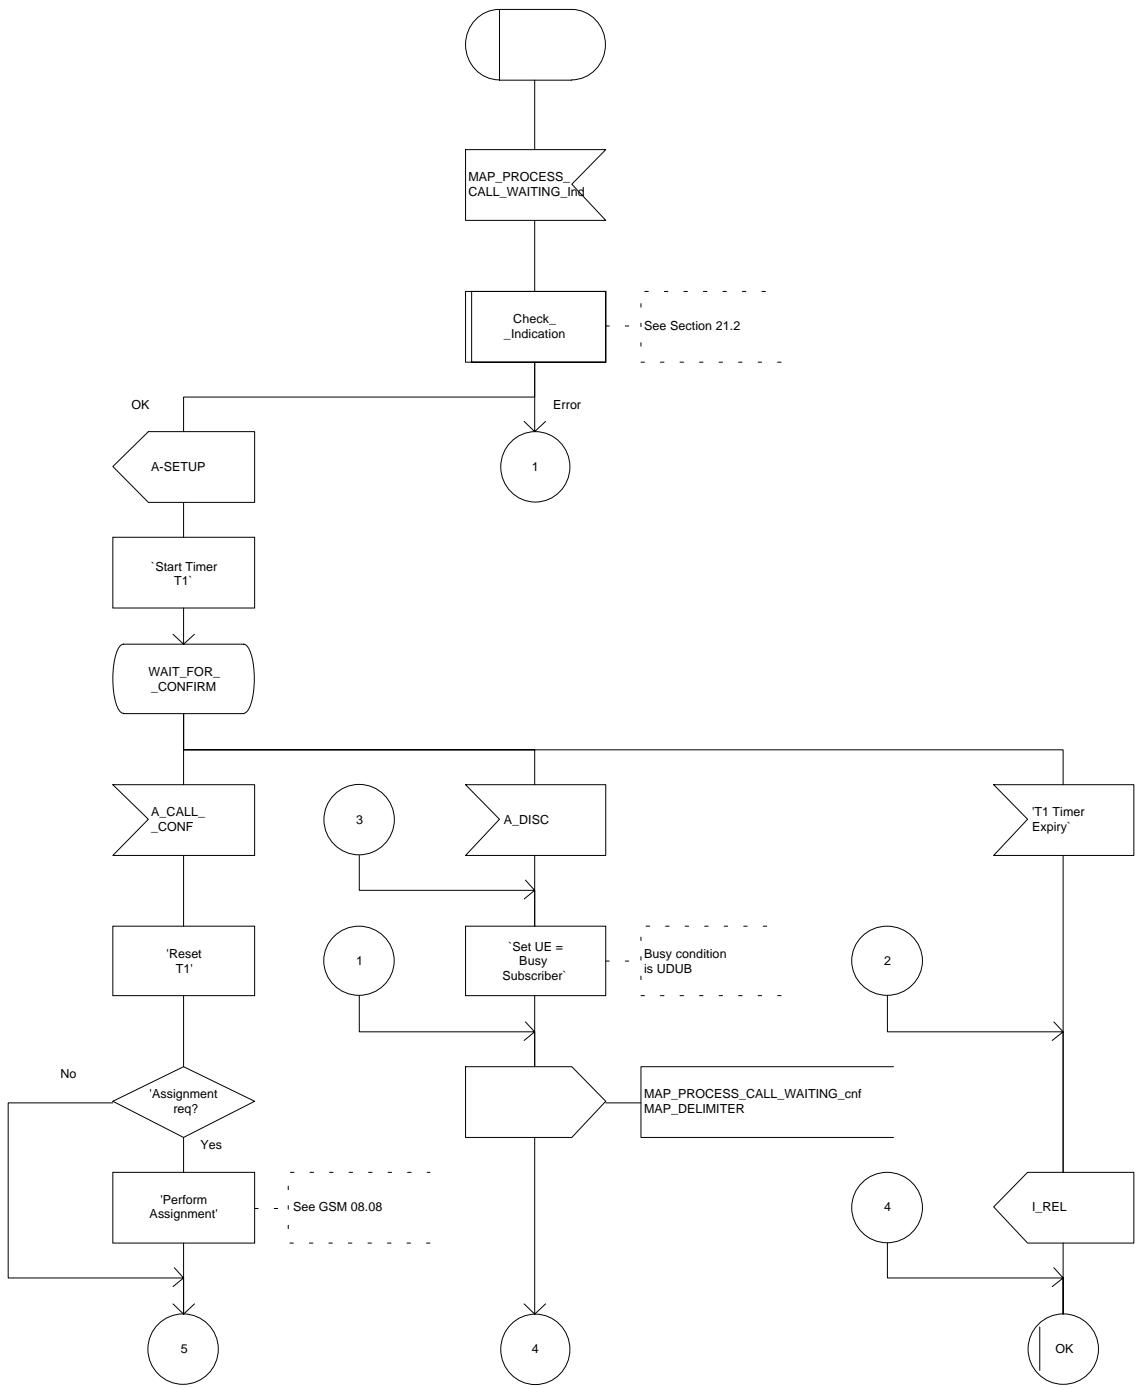 MAP_PROCESS_
CALL_WAITING_Ind
Check_
_Indication
See Section 21.2
OK
Error
A-SETUP
1
`Start Timer
T1`
WAIT_FOR_
_CONFIRM
A_CALL_
_CONF
3
A_DISC
'T1 Timer
Expiry`
'Reset
T1'
1
`Set UE =
Busy
Subscriber`
Busy condition
is UDUB
2
No
'Assignment
req?
MAP_PROCESS_CALL_WAITING_cnf
MAP_DELIMITER
Yes
'Perform
Assignment'
See GSM 08.08
4
I_REL
5
4
OK